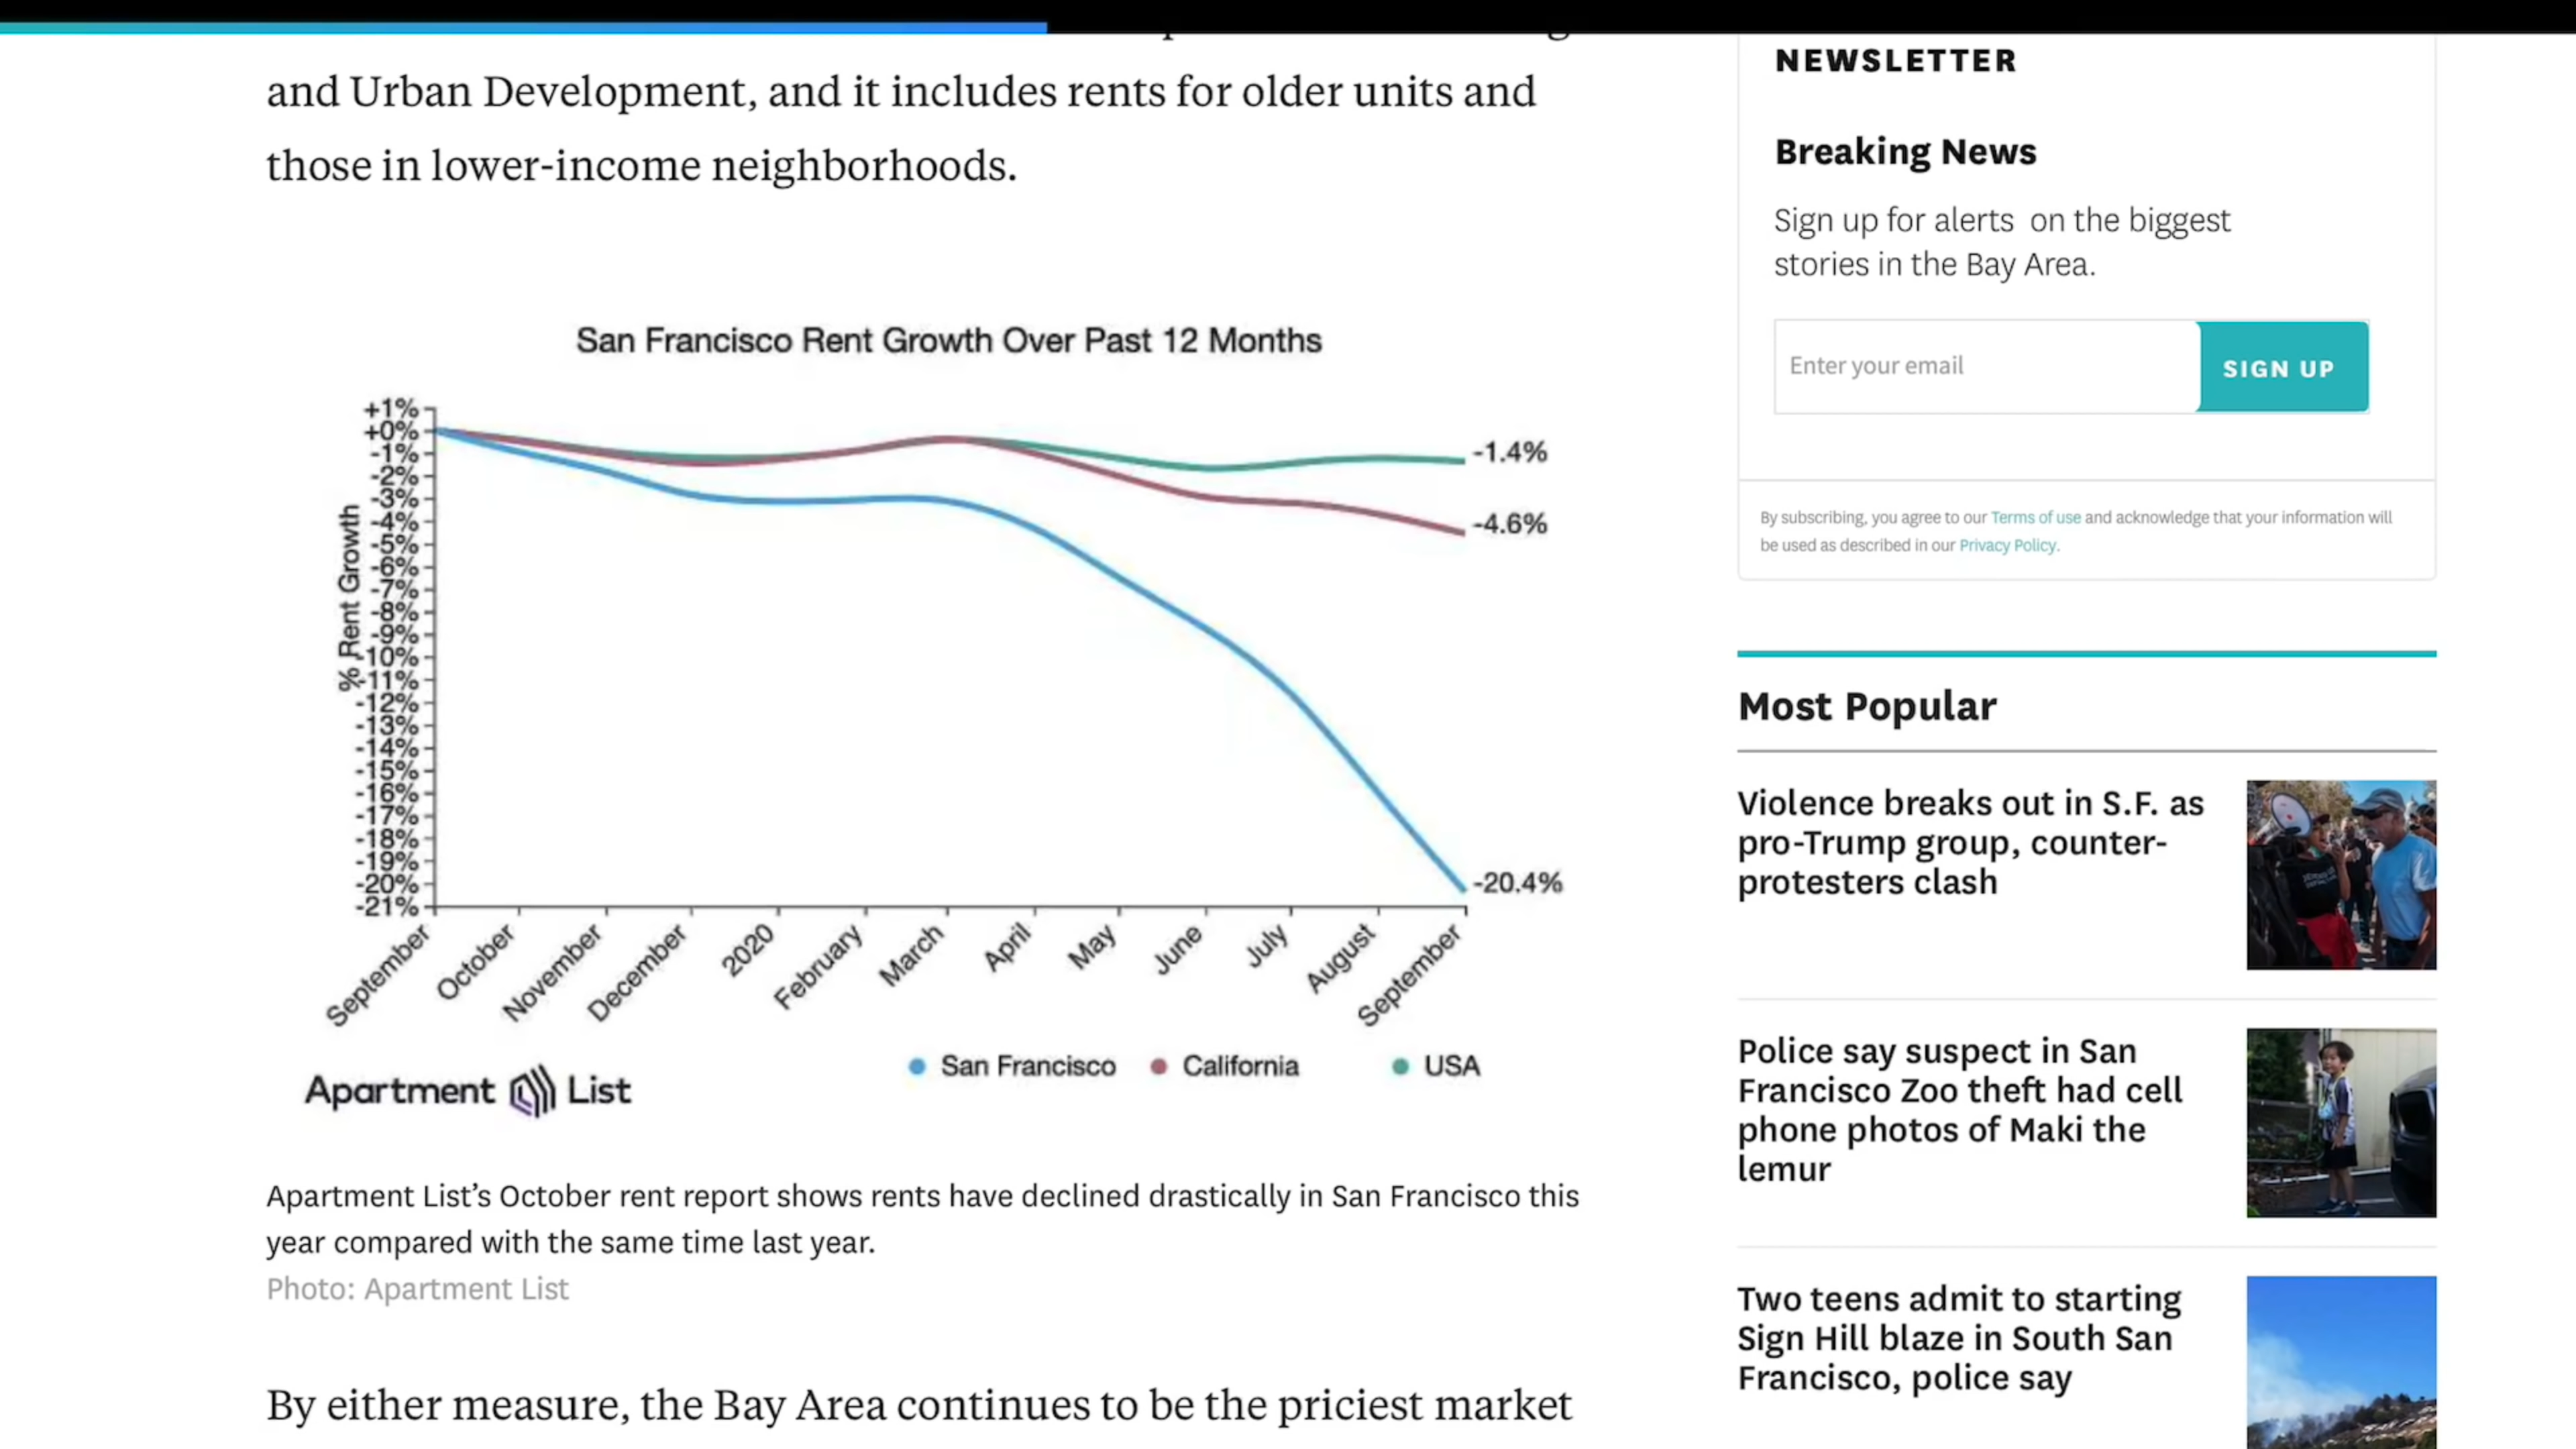 and Urban Development, and it includes rents for older units and
those in lower-income neighborhoods.
San Francisco Rent Growth Over Past 12 Months
% Rent Growth
+1%
+0%
-1%
-2%
-3%
-4%
-5%
-6%
-7%
-8%
-9%
-10%
-11%
-12%
-13%
-14%
-15%
-16%
-17%
-18%
-19%
-20%
-21%
-1.4%
-4.6%
-20.4%
September
October
November
December
2020
February
March
April
May
June
July
August
September
San Francisco
California
USA
Apartment List
Apartment List’s October rent report shows rents have declined drastically in San Francisco this
year compared with the same time last year.
Photo: Apartment List
By either measure, the Bay Area continues to be the priciest market
NEWSLETTER
Breaking News
Sign up for alerts on the biggest
stories in the Bay Area.
Enter your email
SIGN UP
By subscribing, you agree to our Terms of use and acknowledge that your information will
be used as described in our Privacy Policy.
Most Popular
Violence breaks out in S.F. as
pro-Trump group, counter-
protesters clash
Police say suspect in San
Francisco Zoo theft had cell
phone photos of Maki the
lemur
Two teens admit to starting
Sign Hill blaze in South San
Francisco, police say